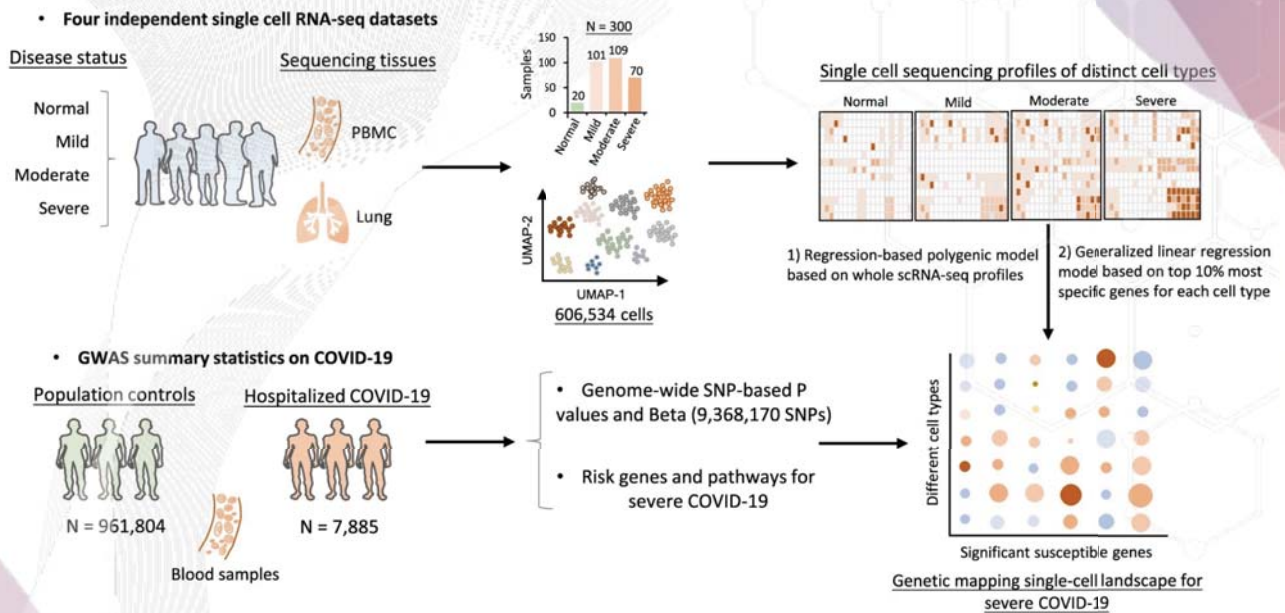 • Four independent single cell RNA-seq datasets
Disease status
Sequencing tissues
Normal
Mild
Moderate
Severe
PBMC
Lung
N = 300
Samples
150
100
50
0
20
101
109
70
Normal
Mild
Moderate
Severe
UMAP-2
UMAP-1
606,534 cells
Single cell sequencing profiles of distinct cell types
Normal
Mild
Moderate
Severe
1) Regression-based polygenic model
based on whole scRNA-seq profiles
2) Generalized linear regression
model based on top 10% most
specific genes for each cell type
• GWAS summary statistics on COVID-19
Population controls
Hospitalized COVID-19
N = 961,804
N = 7,885
Blood samples
• Genome-wide SNP-based P
values and Beta (9,368,170 SNPs)
• Risk genes and pathways for
severe COVID-19
Different cell types
Significant susceptible genes
Genetic mapping single-cell landscape for
severe COVID-19